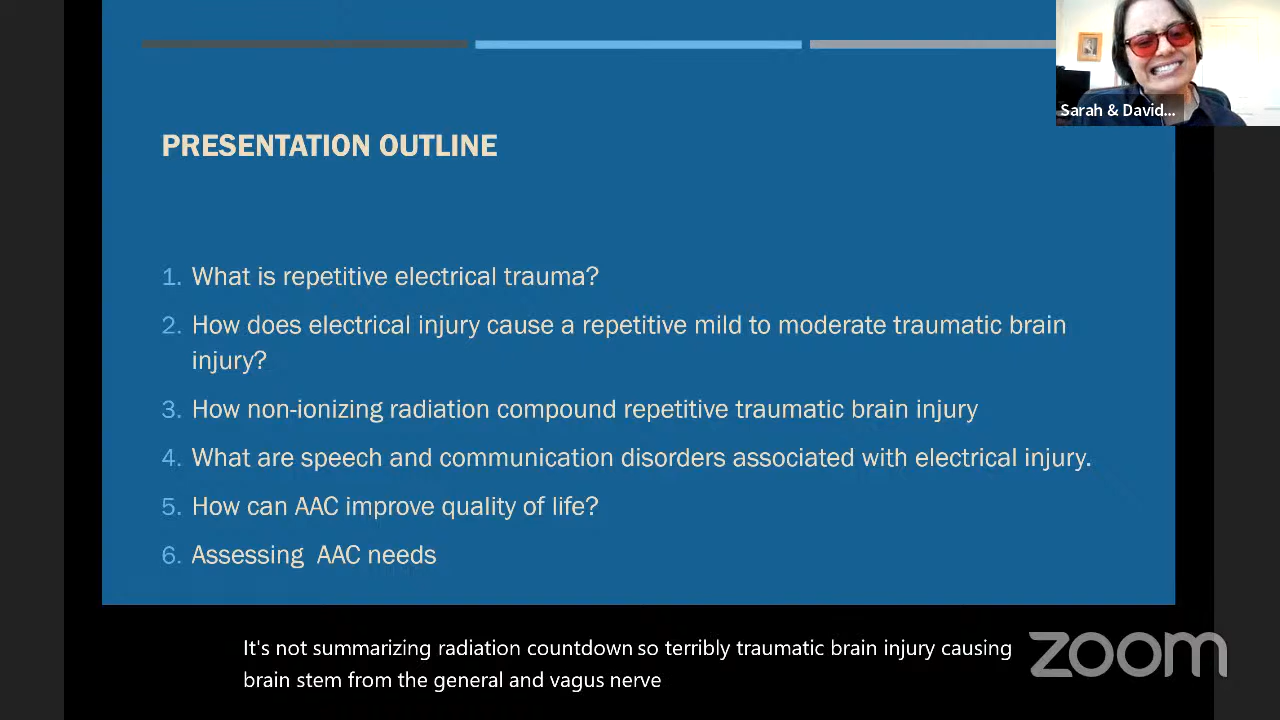 Sarah & David...
PRESENTATION OUTLINE
1. What is repetitive electrical trauma?
2. How does electrical injury cause a repetitive mild to moderate traumatic brain
injury?
3. How non-ionizing radiation compound repetitive traumatic brain injury
4. What are speech and communication disorders associated with electrical injury.
5. How can AAC improve quality of life?
6. Assessing AAC needs
It's not summarizing radiation countdown so terribly traumatic brain injury causing
brain stem from the general and vagus nerve
zoom